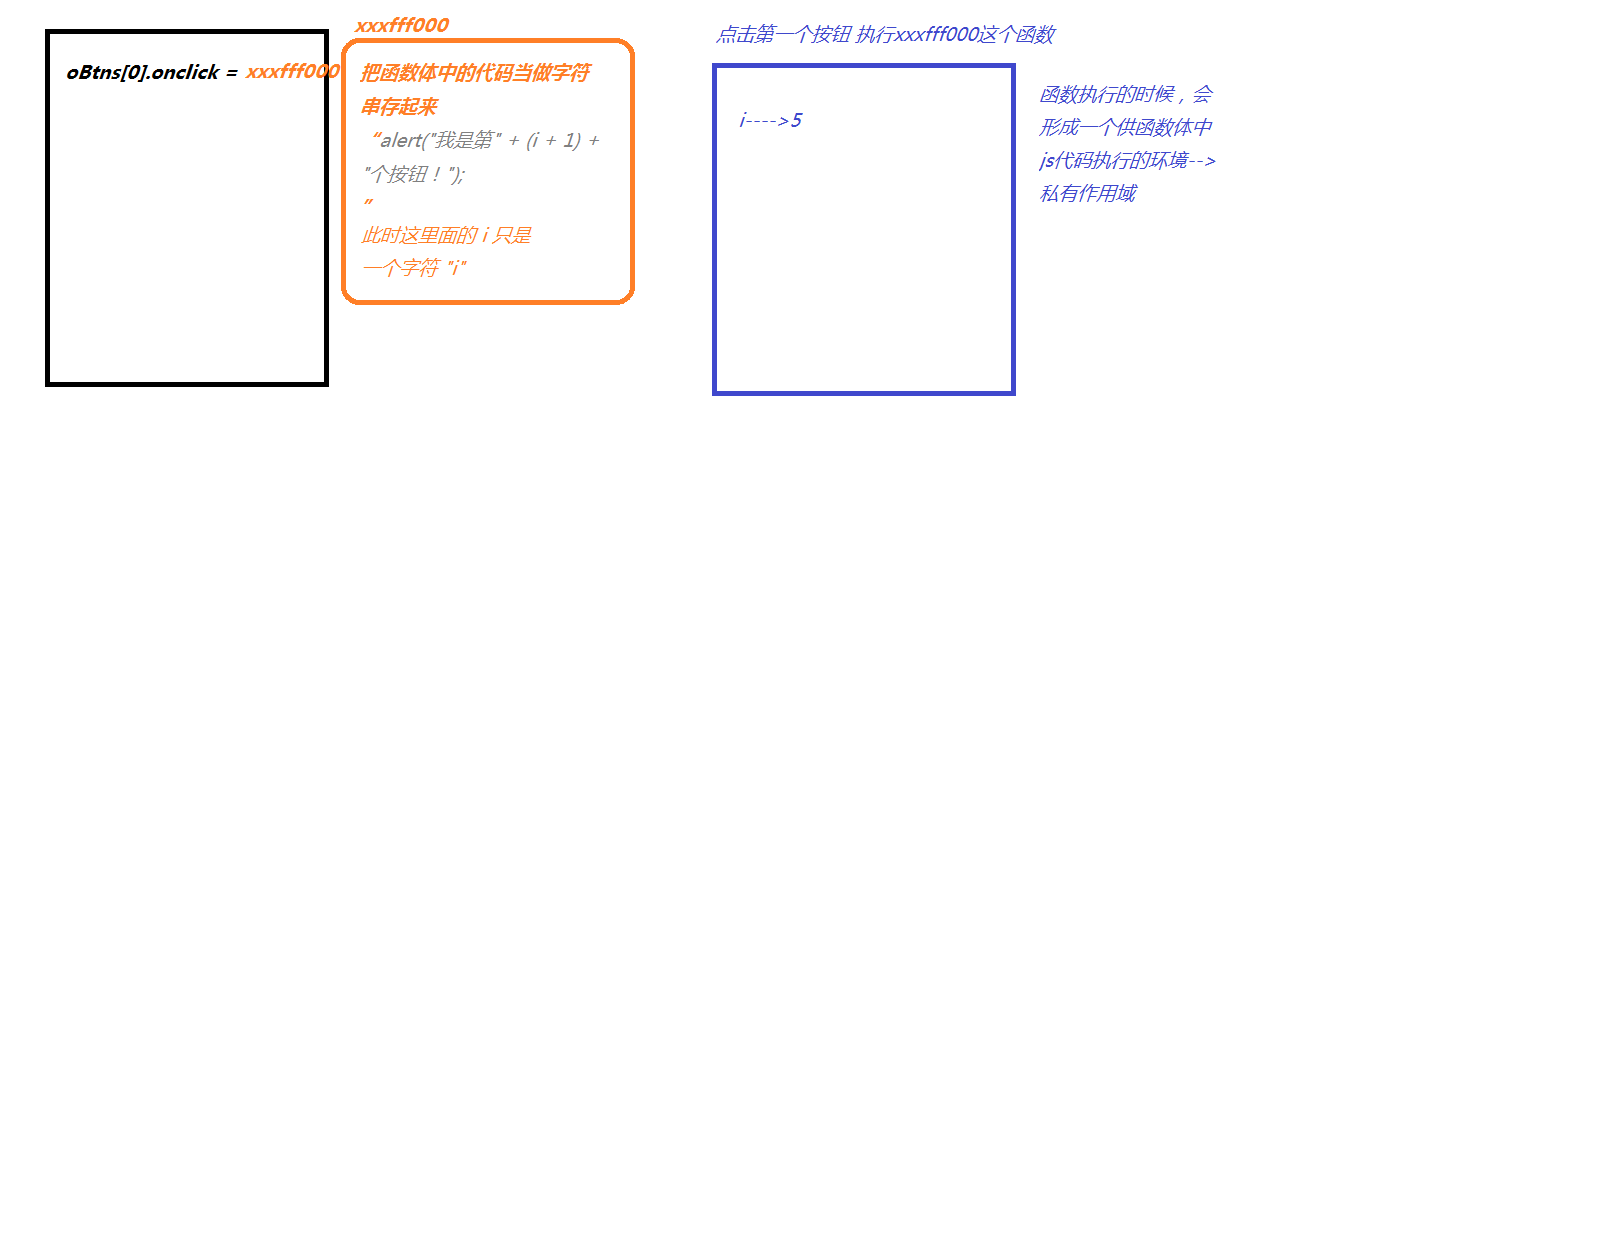 oBtns[0].onclick = xxxfff000
xxxfff000
把函数体中的代码当做字符
串存起来
“alert("我是第" + (i + 1) +
"个按钮！");
”
此时这里面的 i 只是
一个字符 "i"
点击第一个按钮 执行xxxfff000这个函数
i---->5
函数执行的时候，会
形成一个供函数体中
js代码执行的环境-->
私有作用域